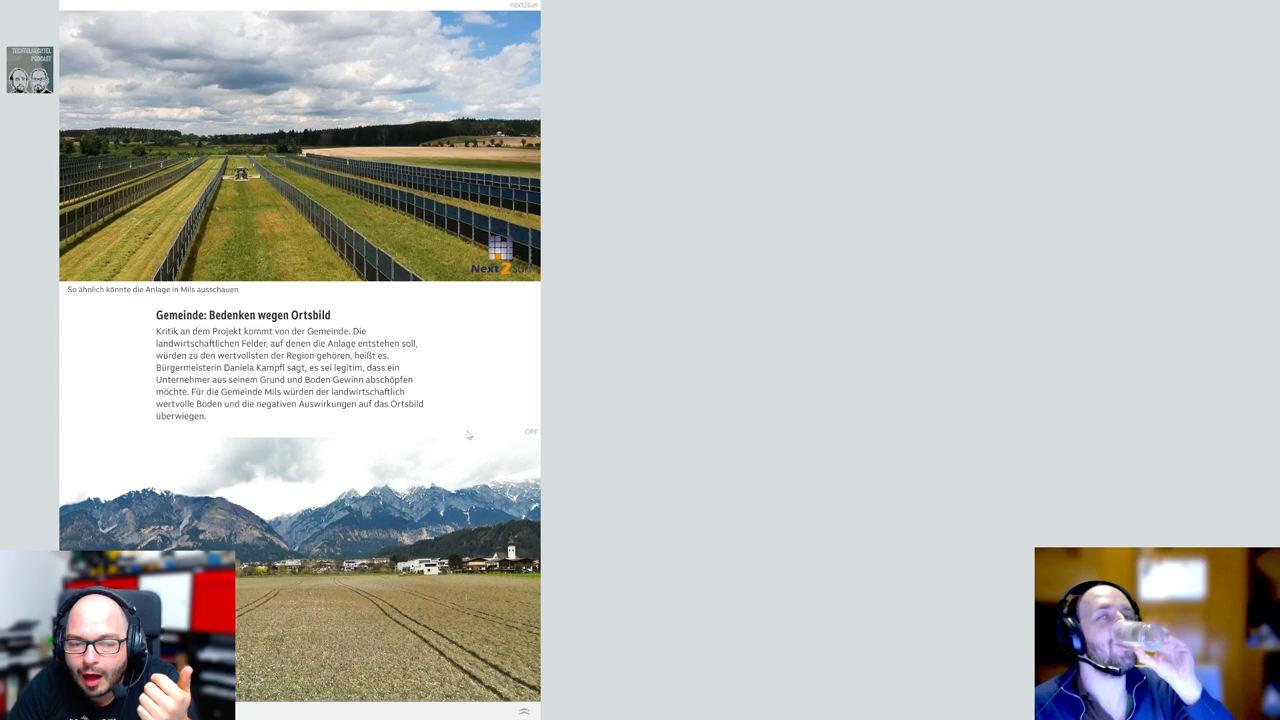 next2sun
TECHTELMECHTEL
PODCAST
Next2Sun
So ähnlich könnte die Anlage in Mils ausschauen
Gemeinde: Bedenken wegen Ortsbild
Kritik an dem Projekt kommt von der Gemeinde. Die
landwirtschaftlichen Felder, auf denen die Anlage entstehen soll,
würden zu den wertvollsten der Region gehören, heißt es.
Bürgermeisterin Daniela Kampfl sagt, es sei legitim, dass ein
Unternehmer aus seinem Grund und Boden Gewinn abschöpfen
möchte. Für die Gemeinde Mils würden der landwirtschaftlich
wertvolle Boden und die negativen Auswirkungen auf das Ortsbild
überwiegen.
ORF